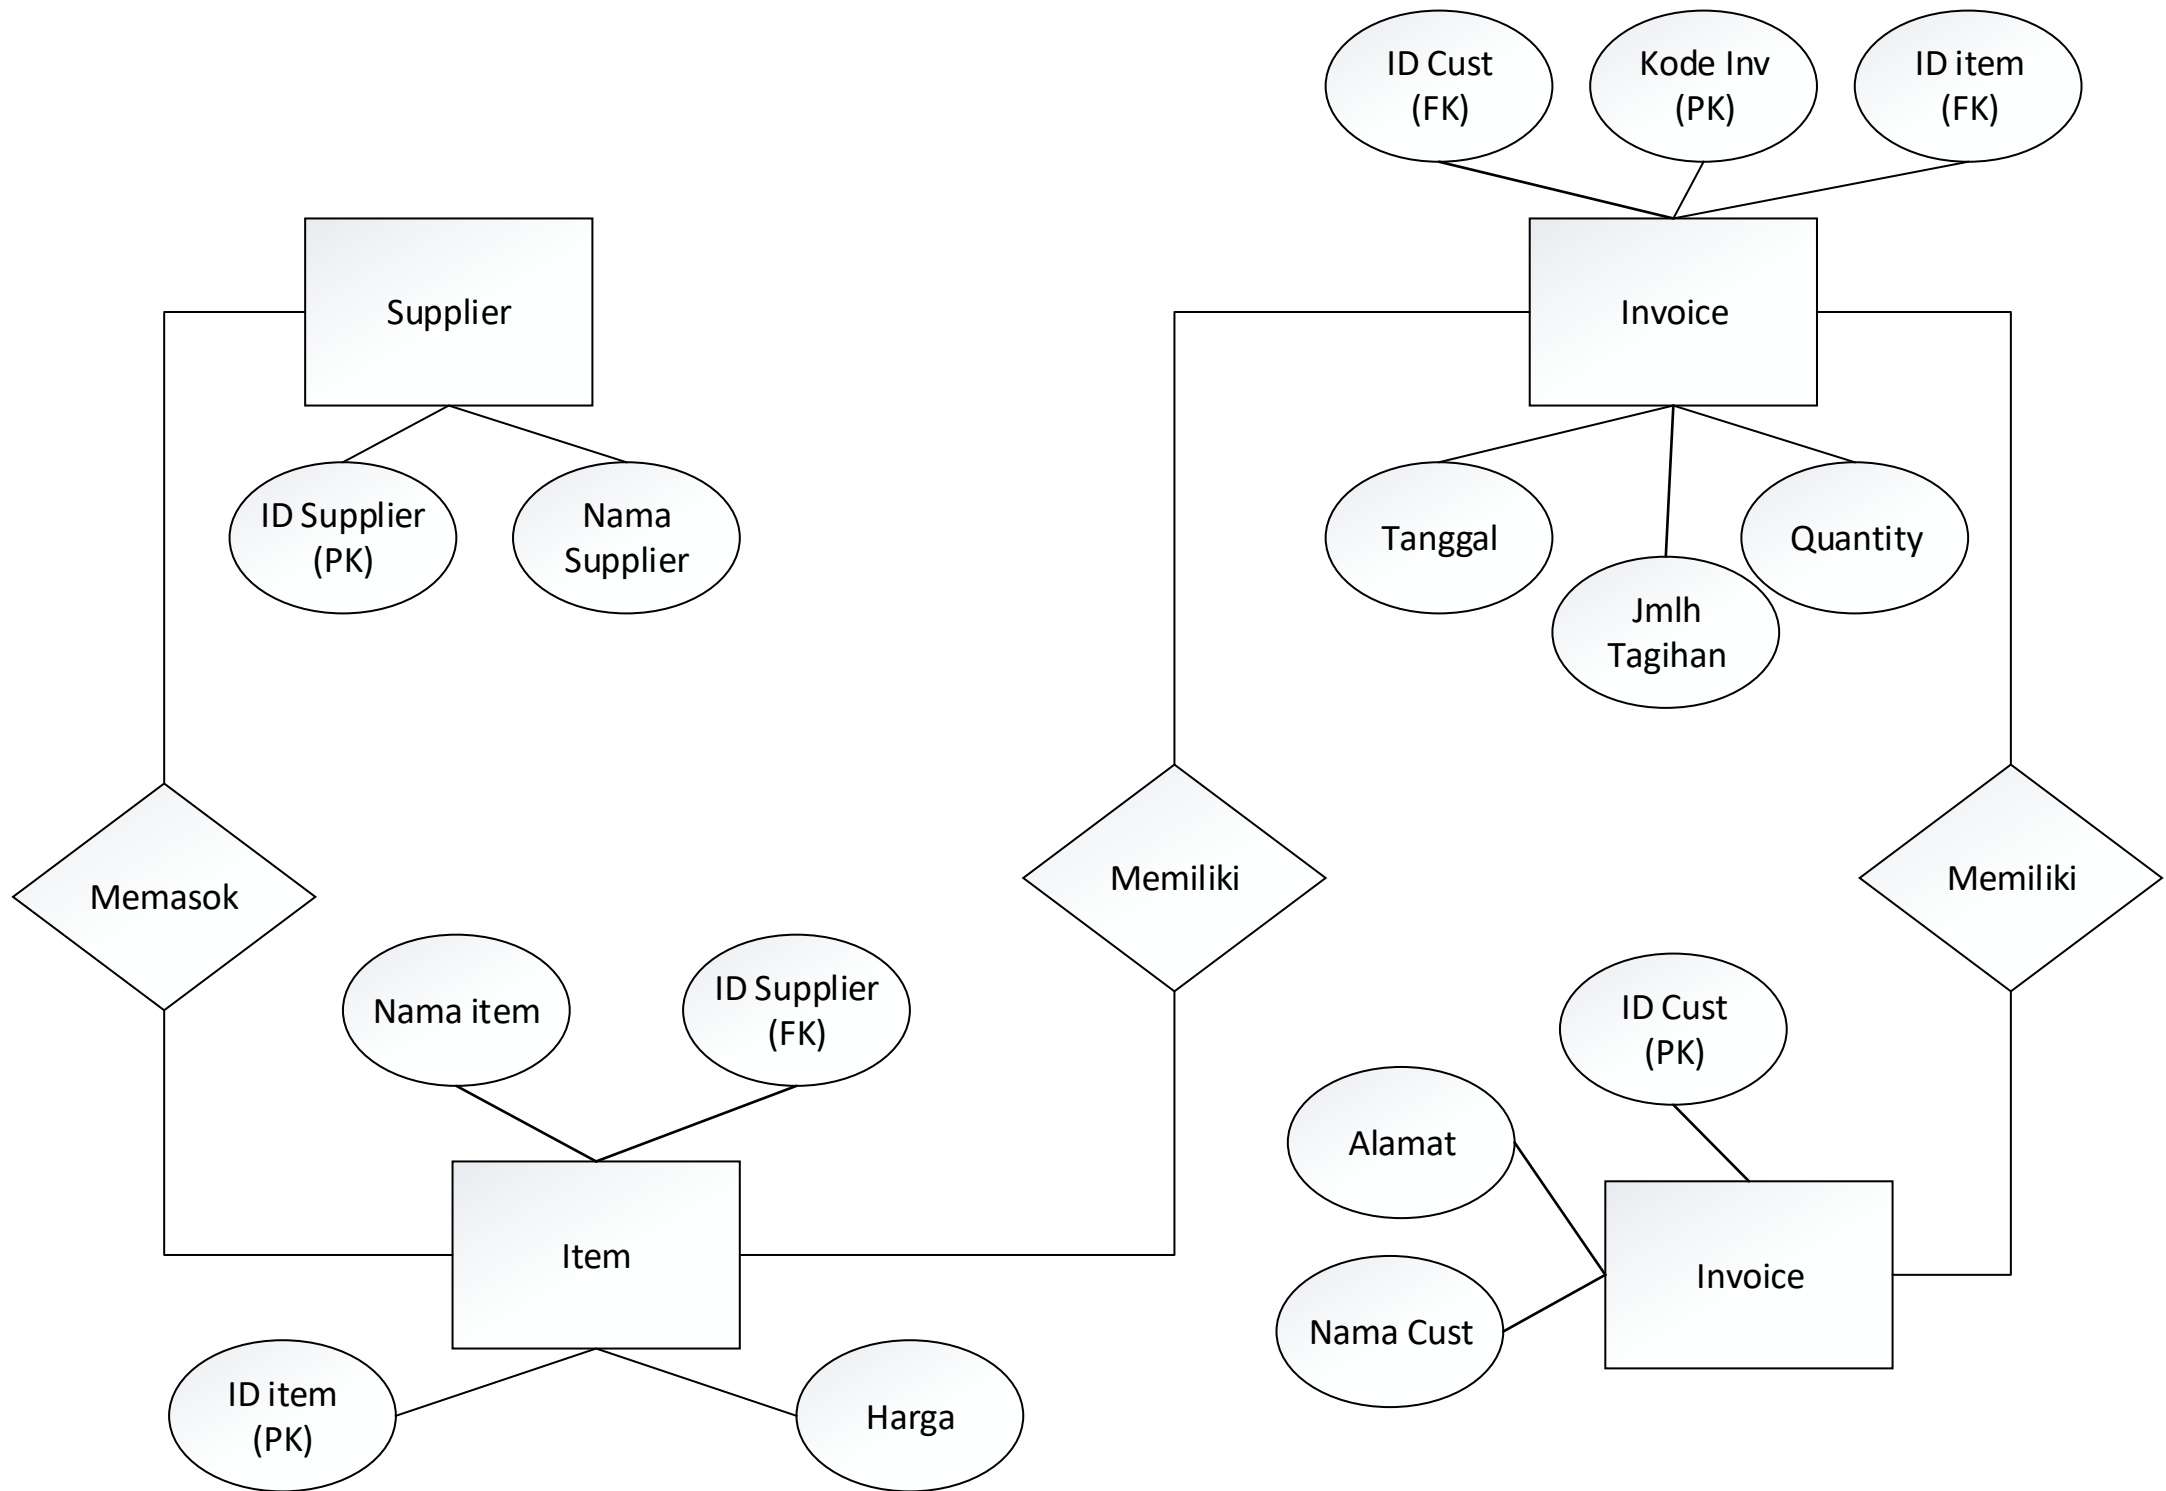 ID Cust
(FK)
Kode Inv
(PK)
ID item
(FK)
Supplier
Invoice
ID Supplier
(PK)
Nama
Supplier
Tanggal
Jmlh
Tagihan
Quantity
Memasok
Memiliki
Memiliki
Nama item
ID Supplier
(FK)
ID Cust
(PK)
Alamat
Item
Invoice
Nama Cust
ID item
(PK)
Harga